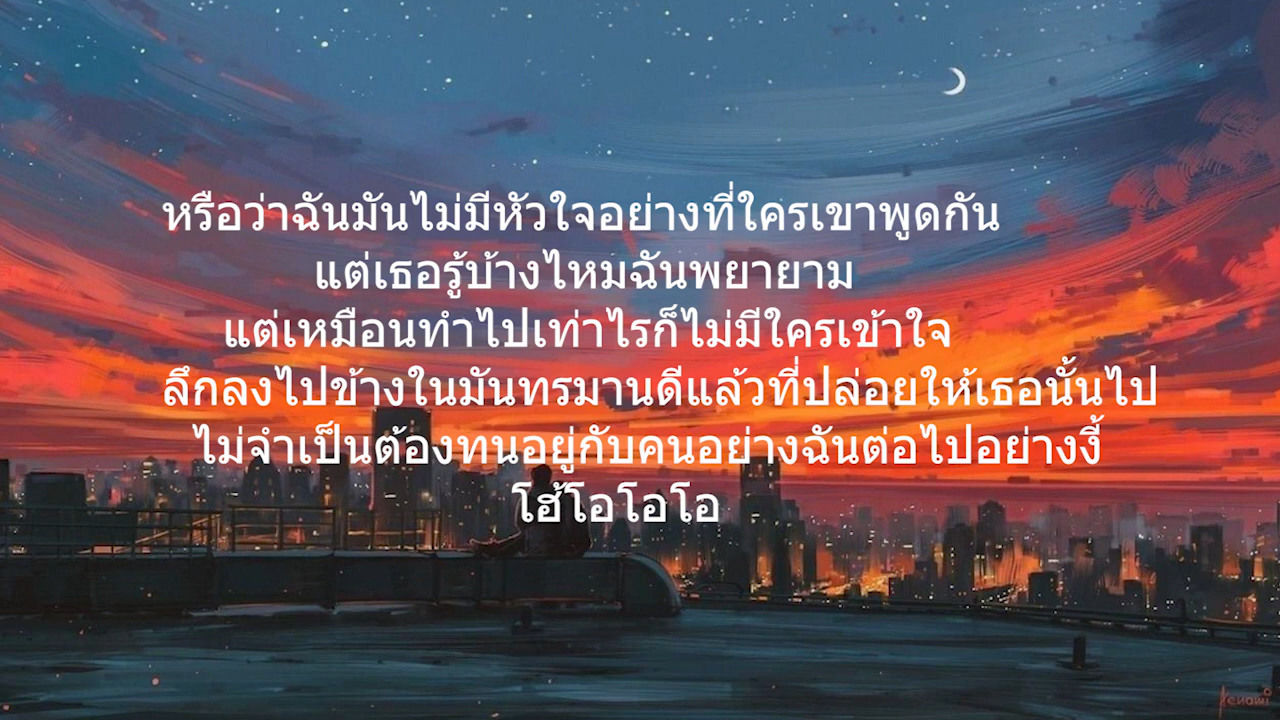 หรือว่าฉันมันไม่มีหัวใจอย่างที่ใครเขาพูดกัน
แต่เธอรู้บ้างไหมฉันพยายาม
แต่เหมือนทำไปเท่าไรก็ไม่มีใครเข้าใจ
ลึกลงไปข้างในมันทรมานดีแล้วที่ปล่อยให้เธอนั้นไป
ไม่จำเป็นต้องทนอยู่กับคนอย่างฉันต่อไปอย่างงี้
โฮ้โอโอโอ